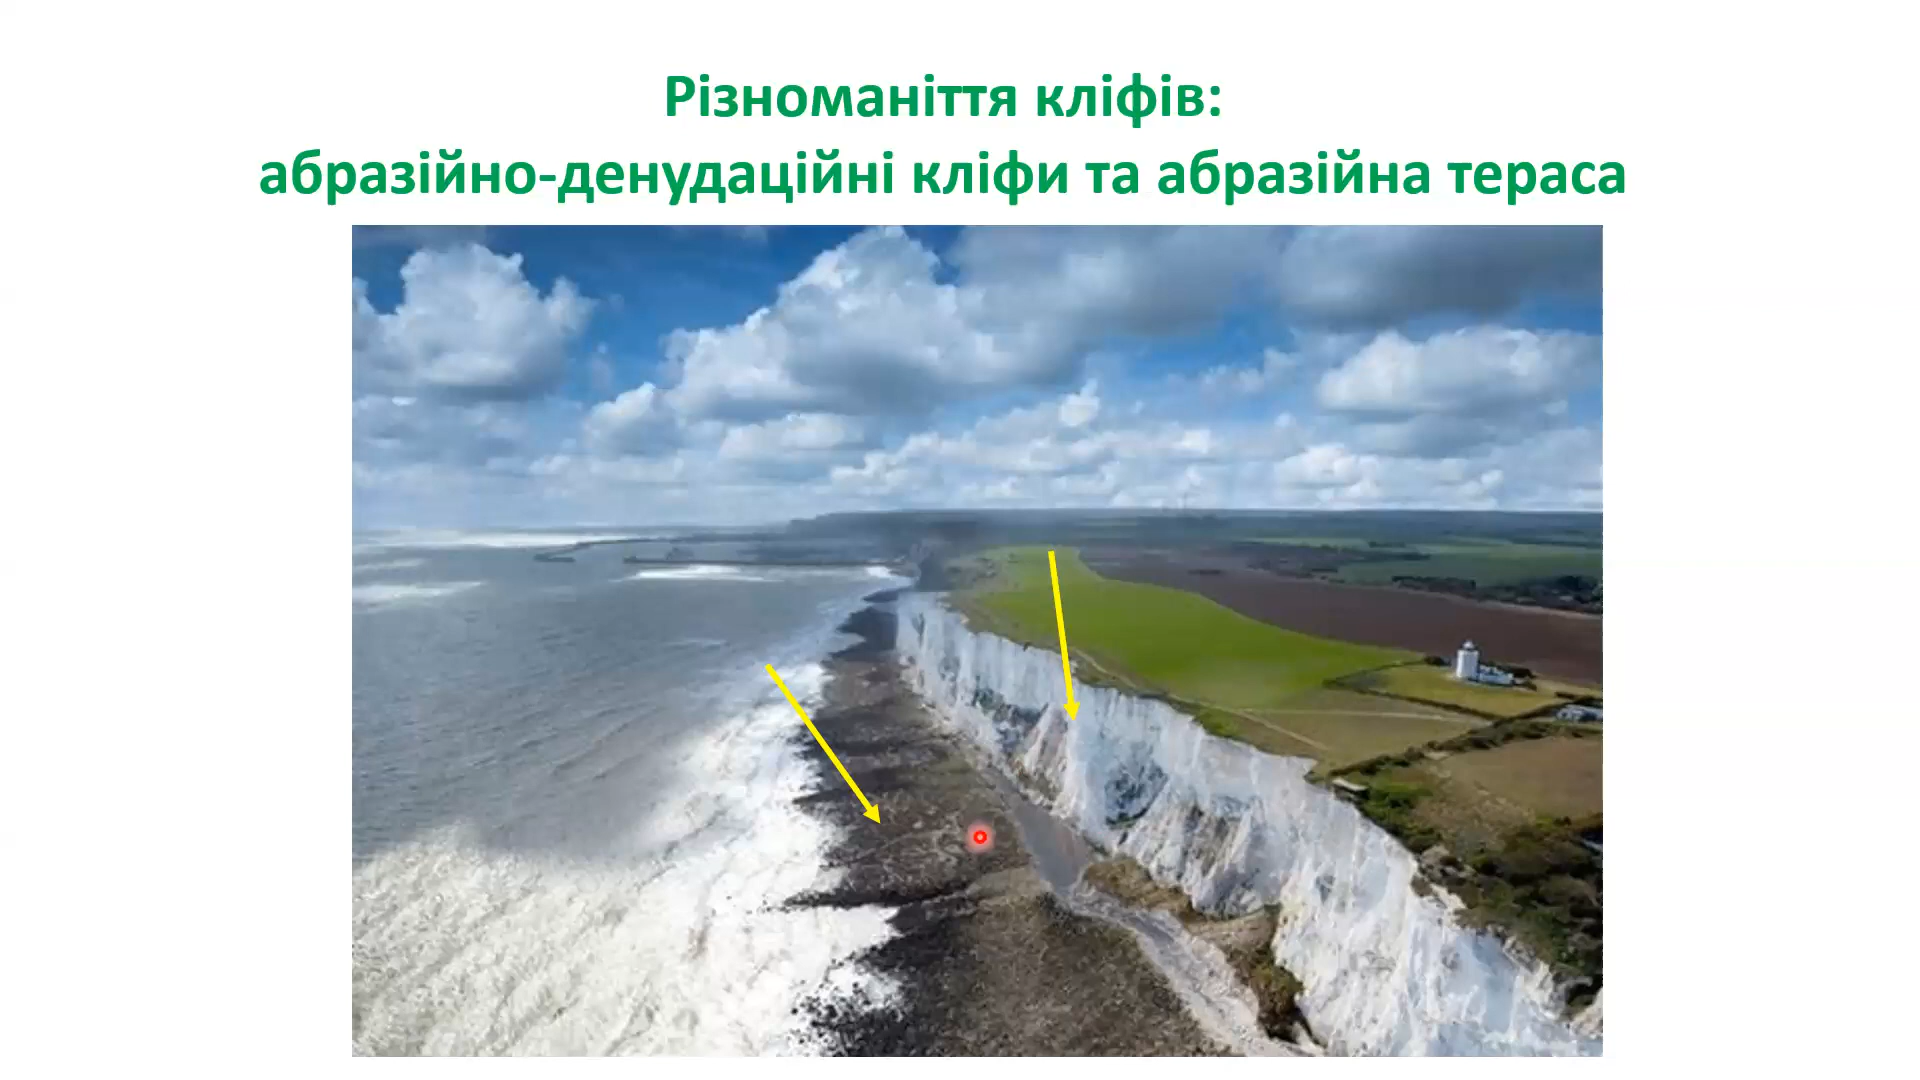 Різноманіття кліфів:
абразійно-денудаційні кліфи та абразійна тераса